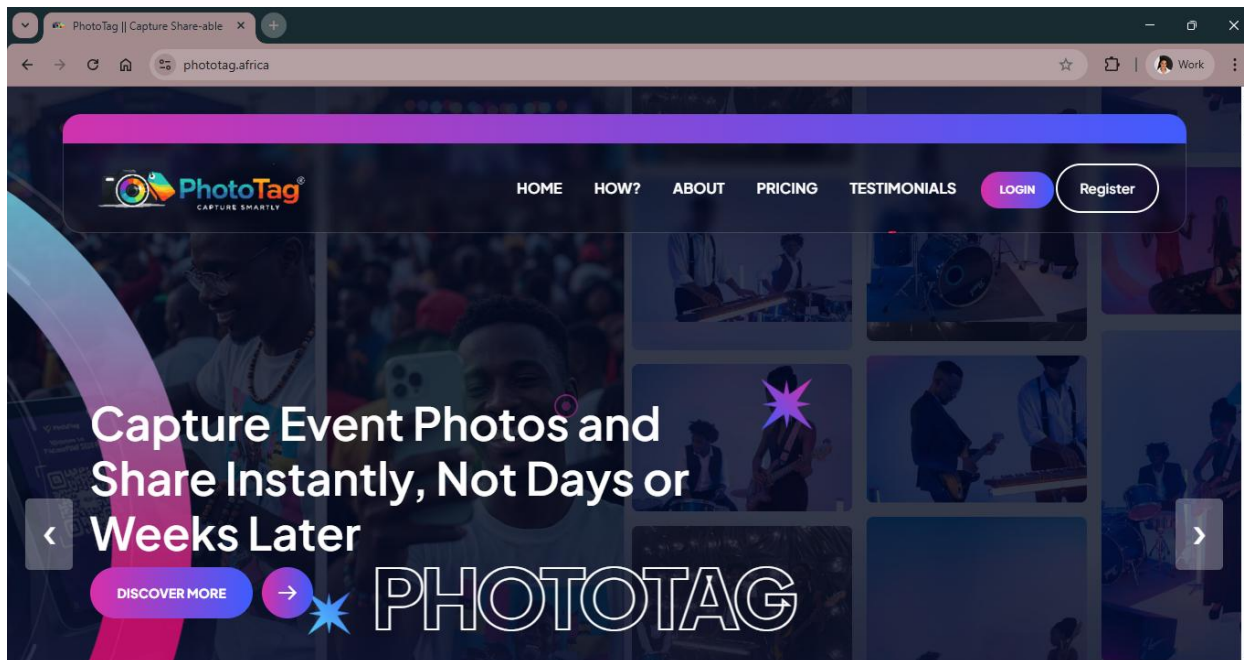 PhotoTag || Capture Share-able
phototag.africa
Work
PhotoTag®
CAPTURE SMARTLY
HOME HOW? ABOUT PRICING TESTIMONIALS LOGIN Register
Capture Event Photos and
Share Instantly, Not Days or
Weeks Later
DISCOVER MORE
PHOTOTAG